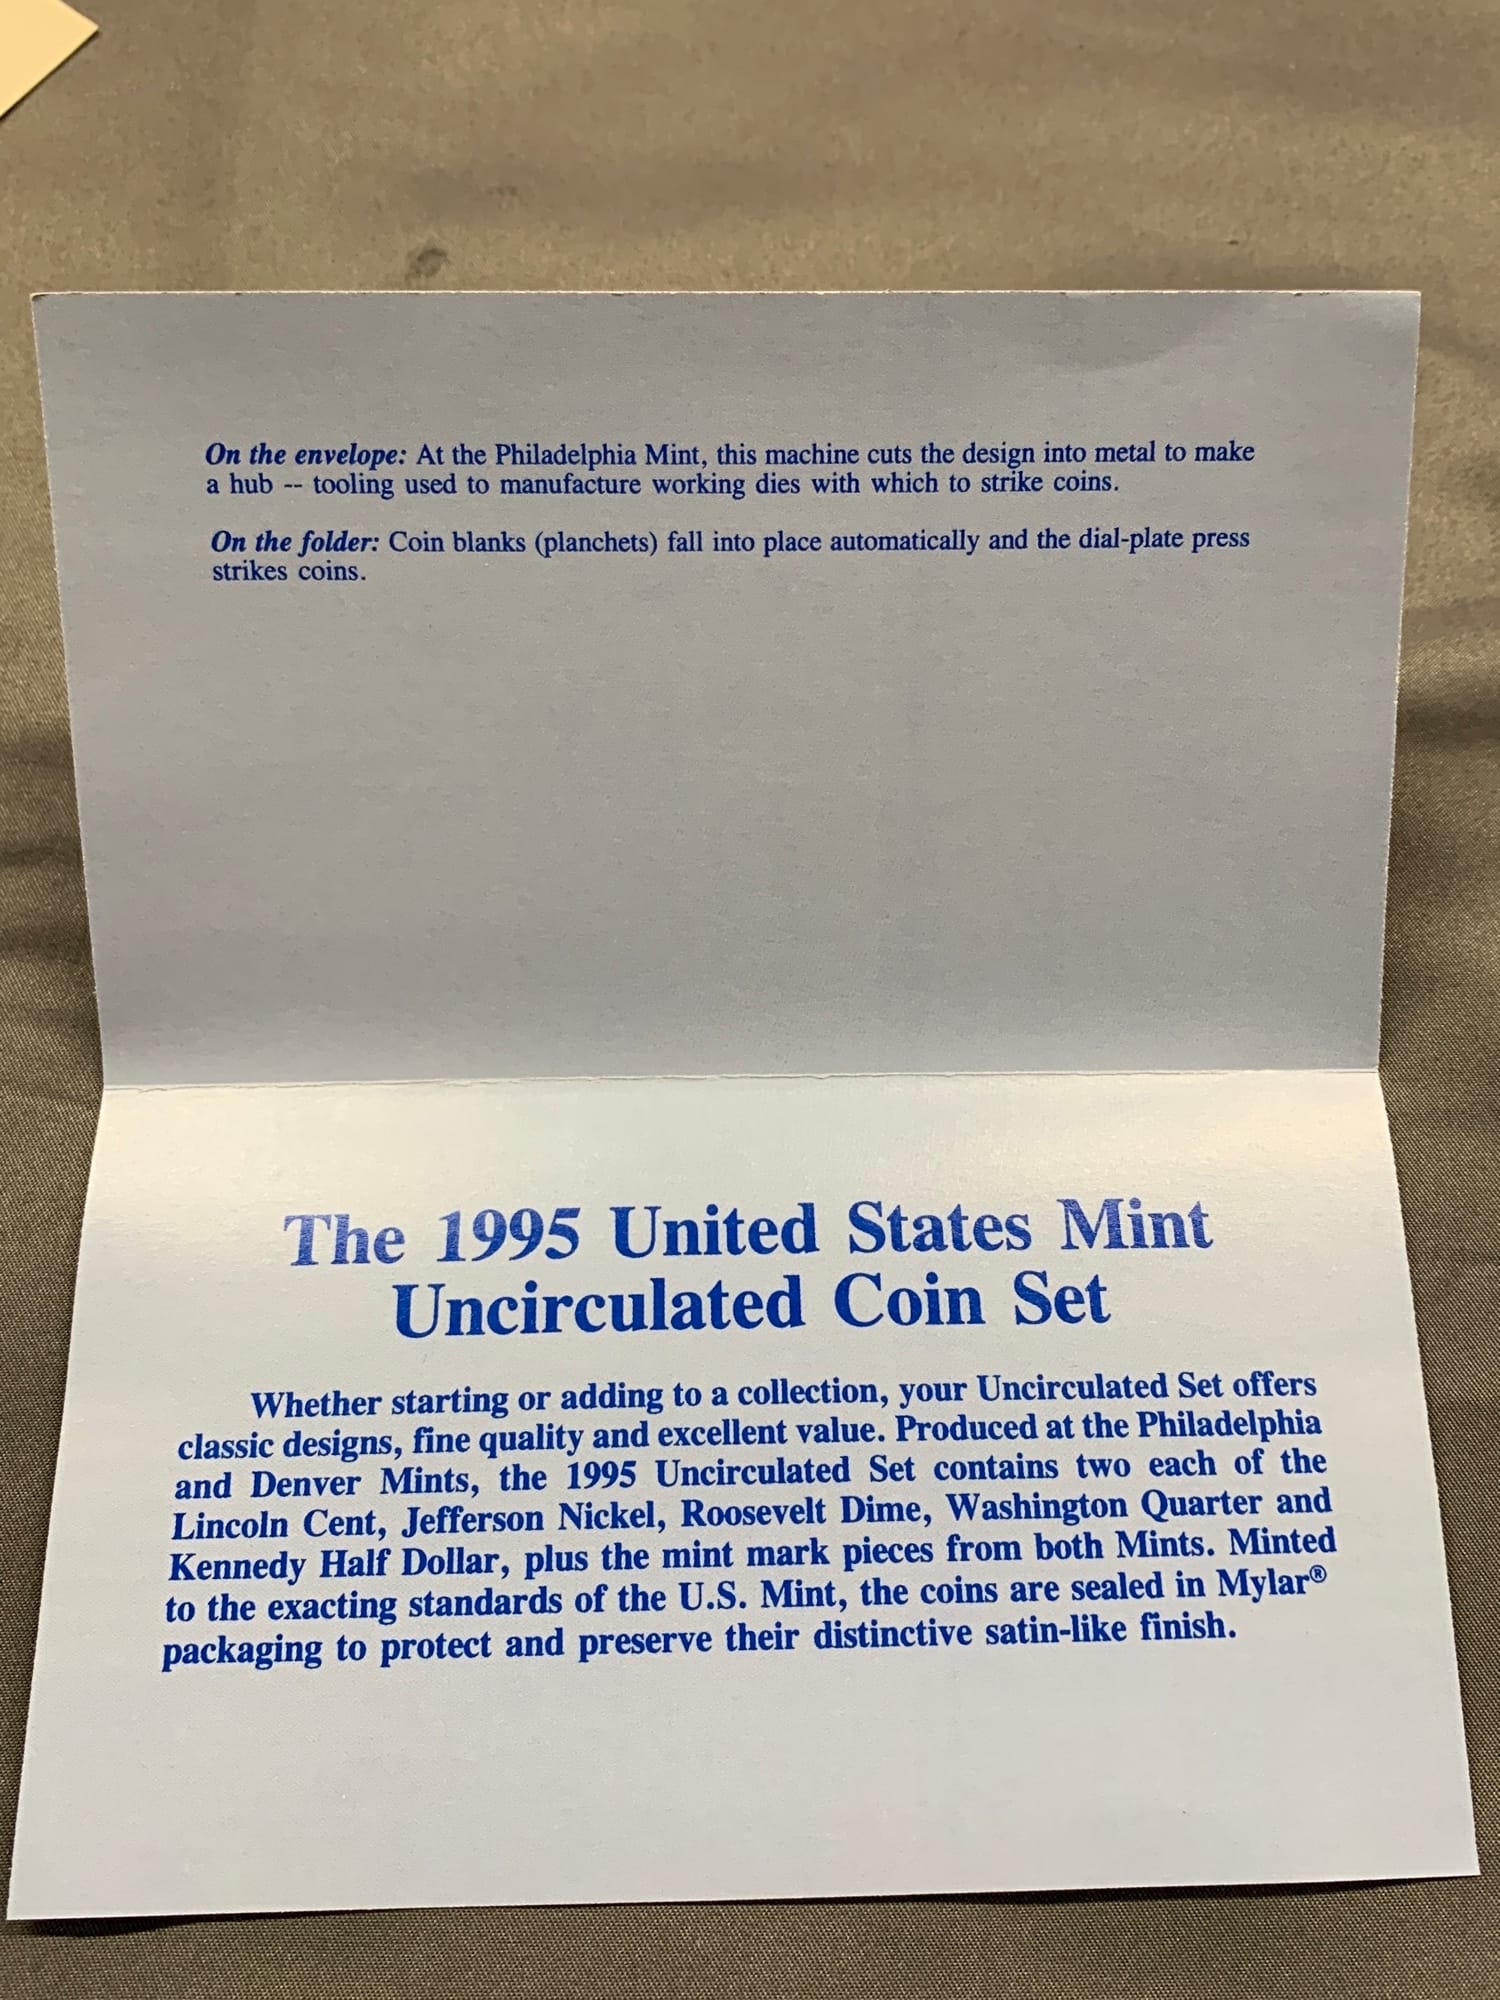 On the envelope: At the Philadelphia Mint, this machine cuts the design into metal to make
a hub -- tooling used to manufacture working dies with which to strike coins.
On the folder: Coin blanks (planchets) fall into place automatically and the dial-plate press
strikes coins.
The 1995 United States Mint
Uncirculated Coin Set
Whether starting or adding to a collection, your Uncirculated Set offers
classic designs, fine quality and excellent value. Produced at the Philadelphia
and Denver Mints, the 1995 Uncirculated Set contains two each of the
Lincoln Cent, Jefferson Nickel, Roosevelt Dime, Washington Quarter and
Kennedy Half Dollar, plus the mint mark pieces from both Mints. Minted
to the exacting standards of the U.S. Mint, the coins are sealed in Mylar®
packaging to protect and preserve their distinctive satin-like finish.